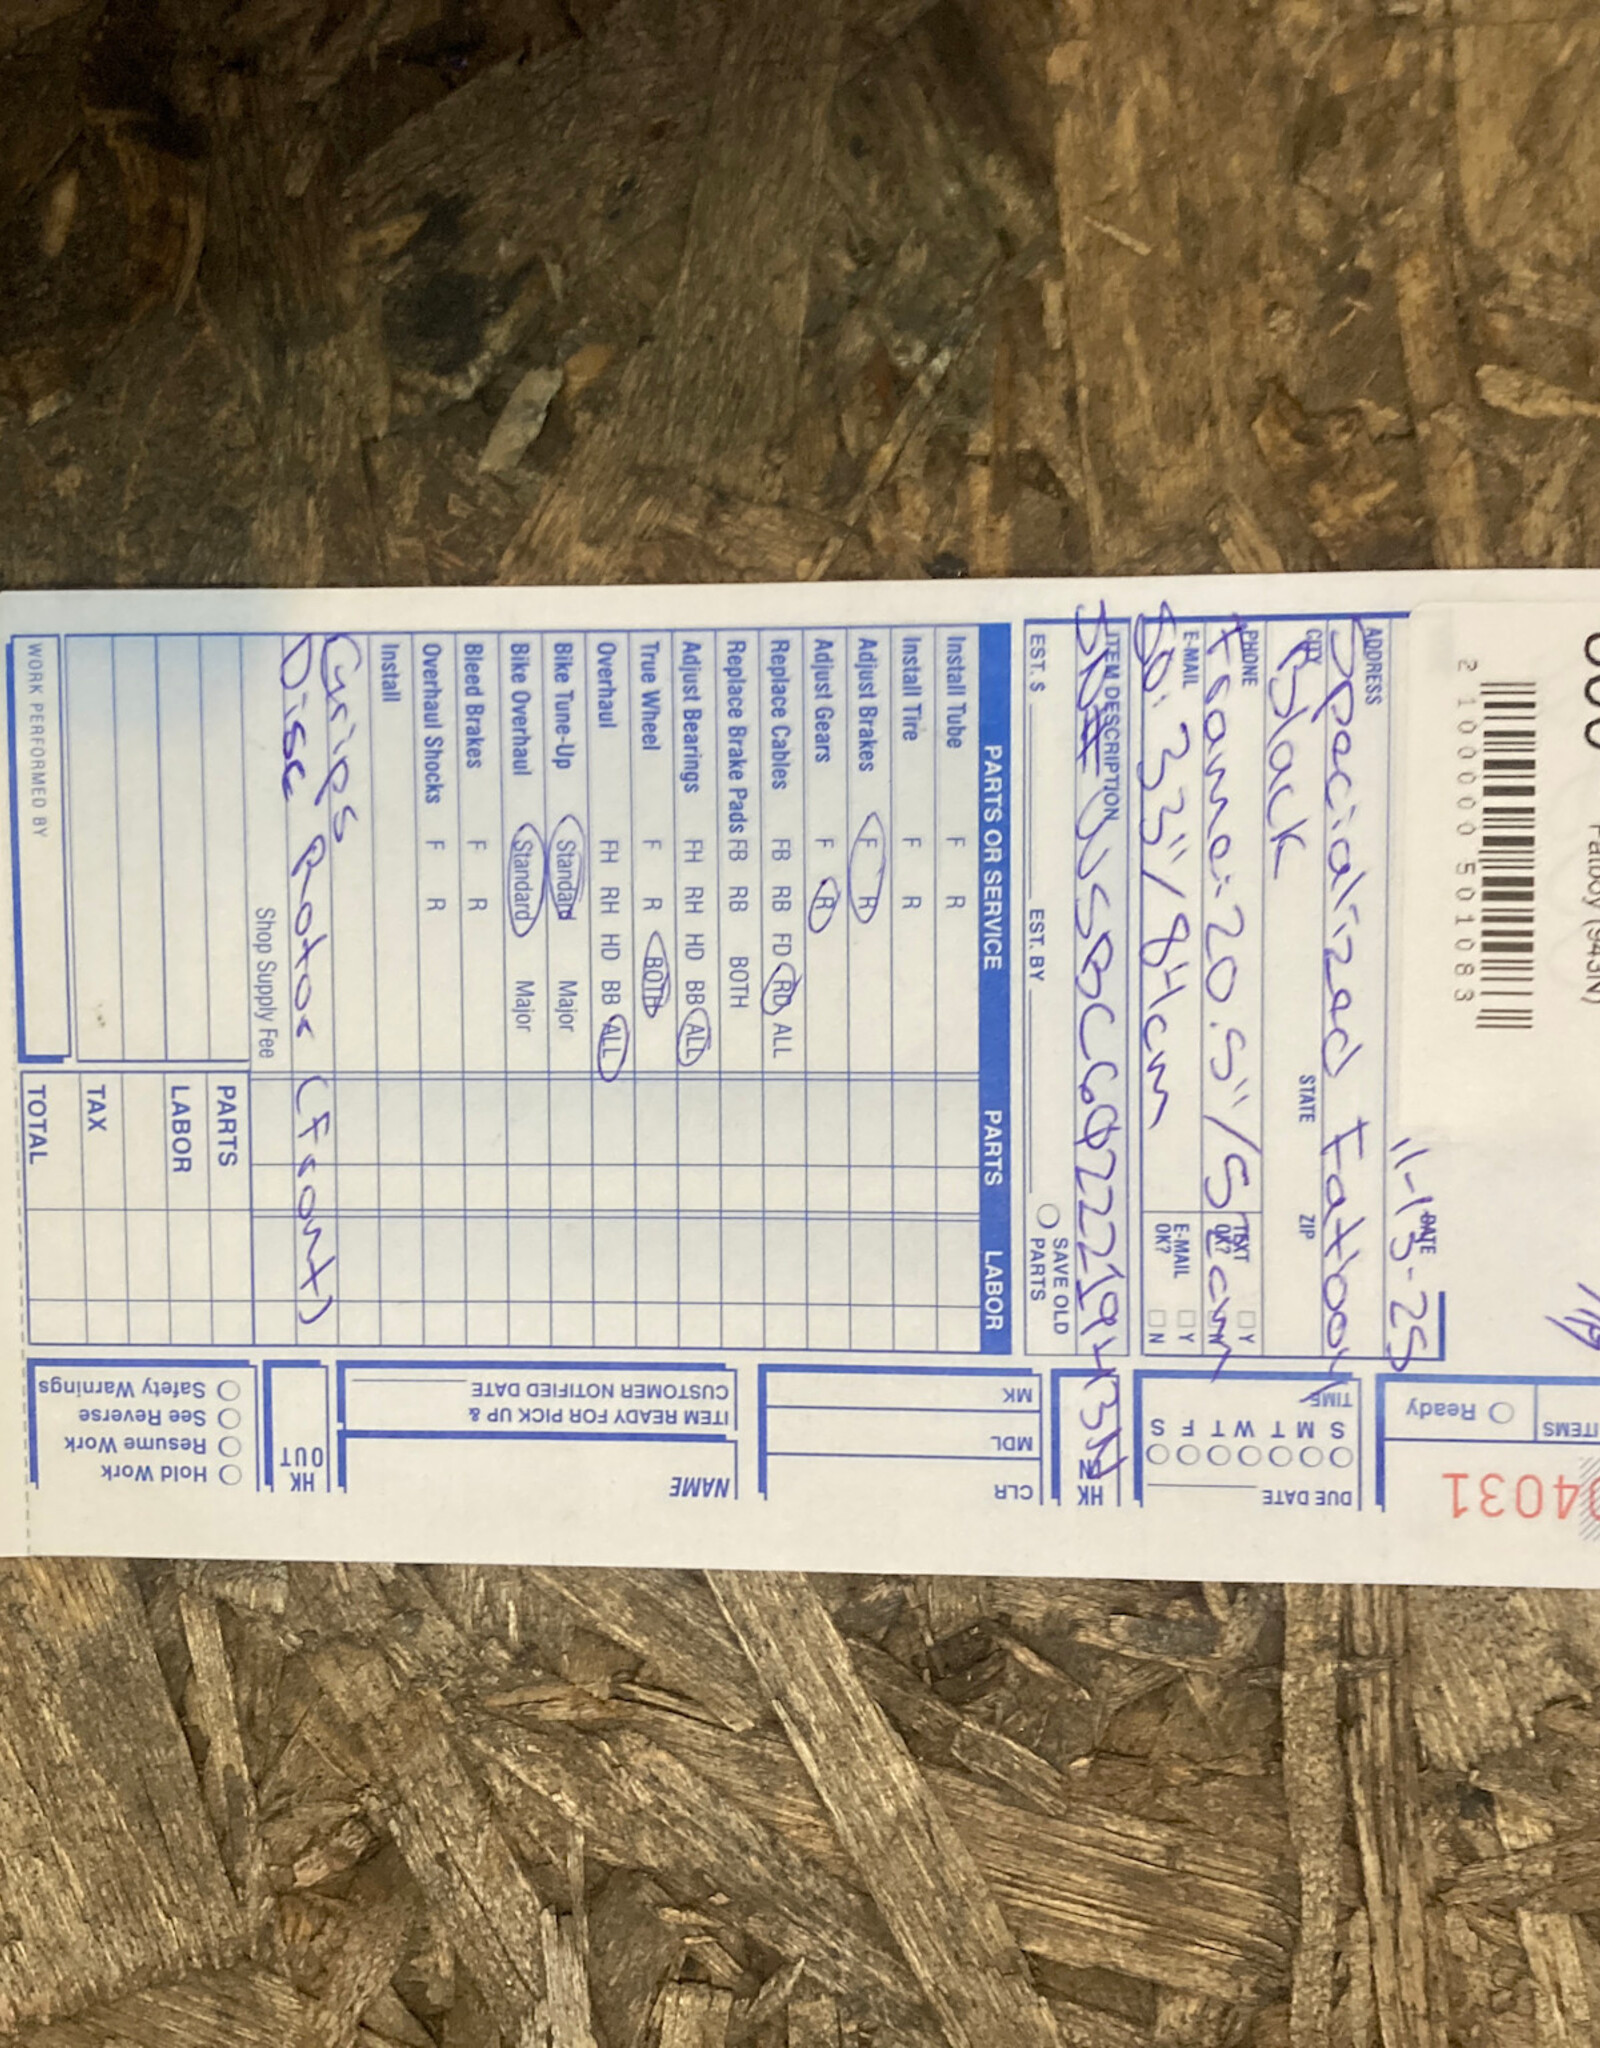 Fatboy (943N)
2 10000 501083
11-13-25
DATE
ADDRESS
Specialized Fatboy
CITY STATE ZIP
Black
PHONE TEXT OK? Y N
Frame: 20.5"/52cm
E-MAIL E-MAIL OK? Y N
SO: 33"/84cm
ITEM DESCRIPTION
WSBC602221943N
EST. $ EST. BY SAVE OLD PARTS
PARTS OR SERVICE PARTS LABOR
Install Tube F R
Install Tire F R
Adjust Brakes F R
Adjust Gears F R
Replace Cables FB RB FD RD ALL
Replace Brake Pads FB RB BOTH
Adjust Bearings FH RH HD BB ALL
True Wheel F R BOTH
Overhaul FH RH HD BB ALL
Bike Tune-Up Standard Major
Bike Overhaul Standard Major
Bleed Brakes F R
Overhaul Shocks F R
Install
Grips
Disc Rotor (Front)
Shop Supply Fee
PARTS
LABOR
TAX
WORK PERFORMED BY
TOTAL
4031
ITEMS
Ready
DUE DATE
S M T W T F S
TIME
HK IN
CLR
MDL
MK
NAME
ITEM READY FOR PICK UP &
CUSTOMER NOTIFIED DATE
HK OUT
Hold Work
Resume Work
See Reverse
Safety Warnings